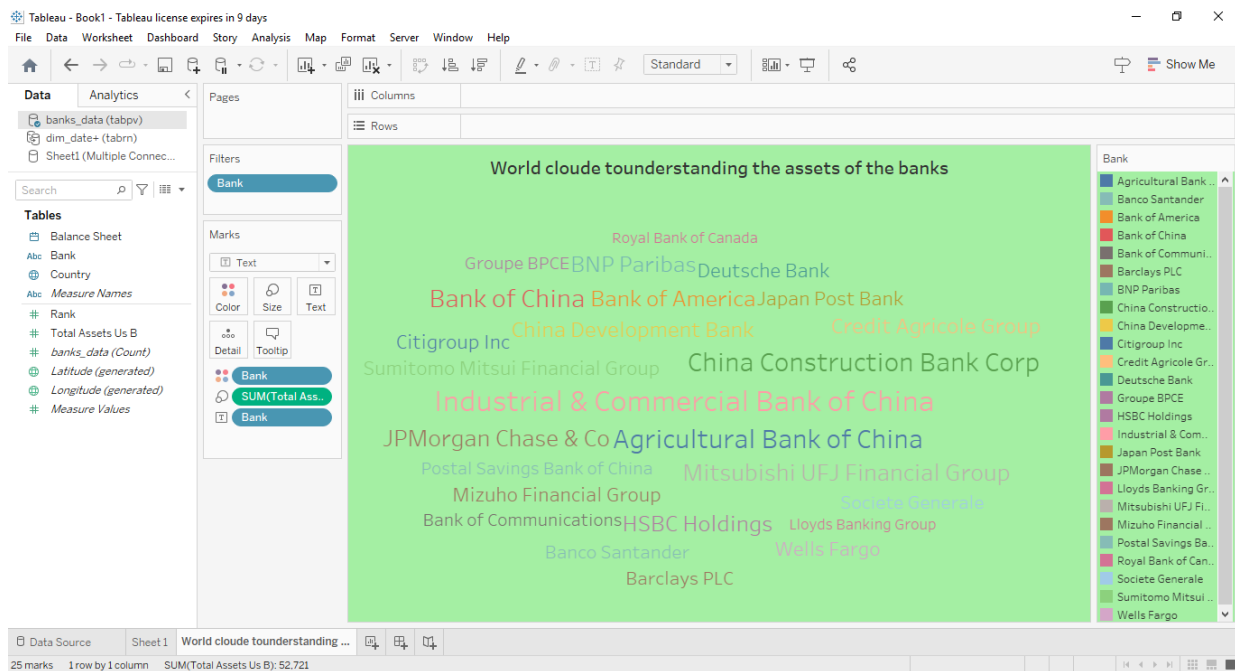 Tableau - Book1 - Tableau license expires in 9 days
File Data Worksheet Dashboard Story Analysis Map Format Server Window Help
Standard
Show Me
Data Analytics
banks_data (tabpv)
dim_date+ (tabrn)
Sheet1 (Multiple Connec...
Search
Tables
Balance Sheet
Abc Bank
Country
Abc Measure Names
Rank
Total Assets Us B
banks_data (Count)
Latitude (generated)
Longitude (generated)
Measure Values
Pages
Filters
Bank
Marks
Text
Color Size Text
Detail Tooltip
Bank
SUM(Total Ass..
Bank
Columns
Rows
World cloude tounderstanding the assets of the banks
Royal Bank of Canada
Groupe BPCE BNP Paribas Deutsche Bank
Bank of China Bank of America Japan Post Bank
China Development Bank Credit Agricole Group
Citigroup Inc
Sumitomo Mitsui Financial Group China Construction Bank Corp
Industrial & Commercial Bank of China
JPMorgan Chase & Co Agricultural Bank of China
Postal Savings Bank of China Mitsubishi UFJ Financial Group
Mizuho Financial Group Societe Generale
Bank of Communications HSBC Holdings Lloyds Banking Group
Banco Santander Wells Fargo
Barclays PLC
Bank
Agricultural Bank ..
Banco Santander
Bank of America
Bank of China
Bank of Communi..
Barclays PLC
BNP Paribas
China Constructio..
China Developme..
Citigroup Inc
Credit Agricole Gr..
Deutsche Bank
Groupe BPCE
HSBC Holdings
Industrial & Com..
Japan Post Bank
JPMorgan Chase ..
Lloyds Banking Gr..
Mitsubishi UFJ Fi..
Mizuho Financial ..
Postal Savings Ba..
Royal Bank of Can..
Societe Generale
Sumitomo Mitsui ..
Wells Fargo
Data Source Sheet 1 World cloude tounderstanding ...
25 marks 1 row by 1 column SUM(Total Assets Us B): 52,721